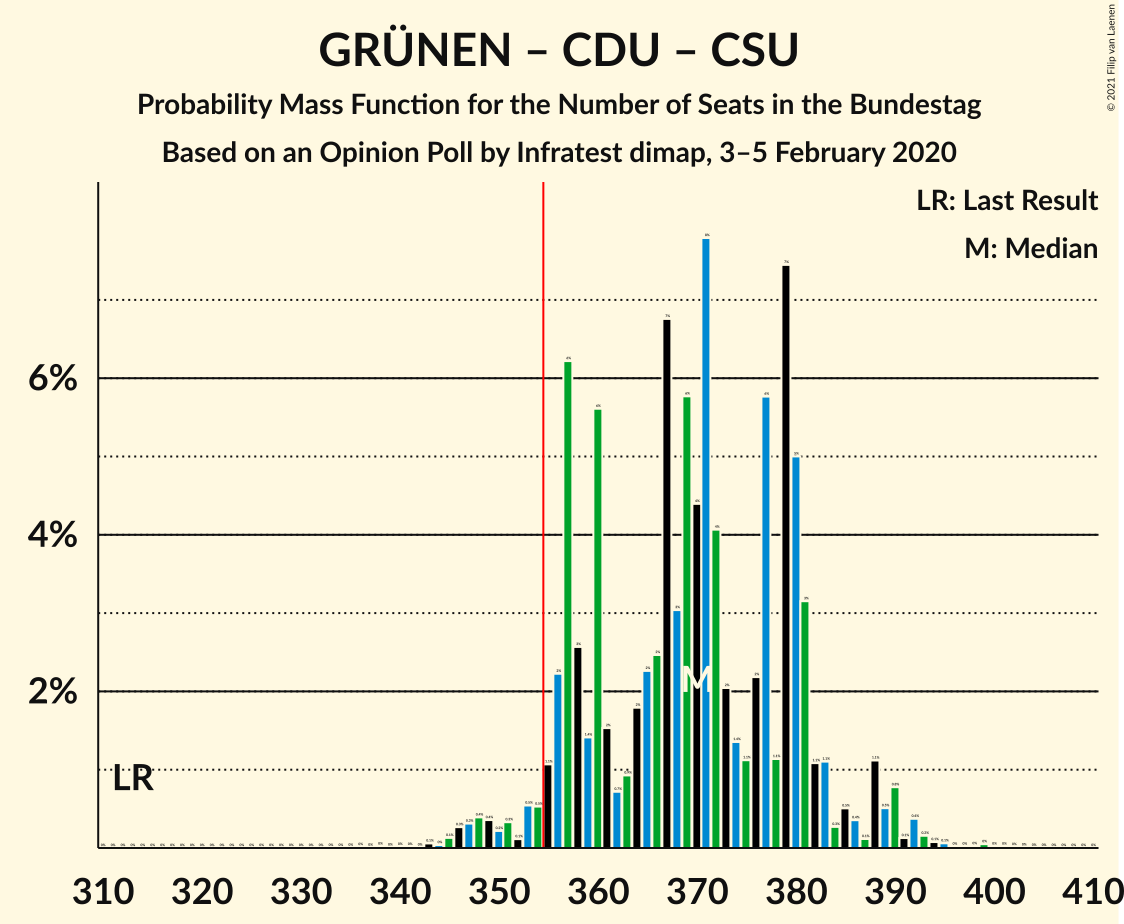 GRÜNEN – CDU – CSU
Probability Mass Function for the Number of Seats in the Bundestag
Based on an Opinion Poll by Infratest dimap, 3–5 February 2020
© 2021 Filip van Laenen
LR: Last Result
M: Median
6%
4%
2%
LR
M
310 320 330 340 350 360 370 380 390 400 410